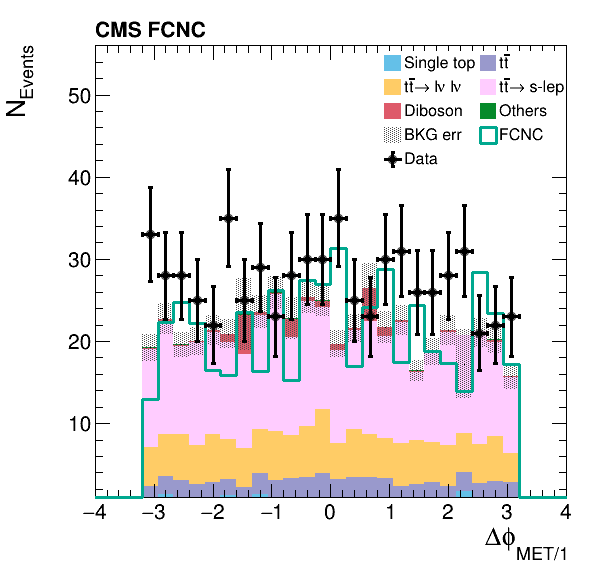 CMS FCNC
N_Events
Single top
tt̄
tt̄→ lν lν
tt̄→ s-lep
Diboson
Others
BKG err
FCNC
Data
50
40
30
20
10
−4 −3 −2 −1 0 1 2 3 4
Δϕ_MET/1